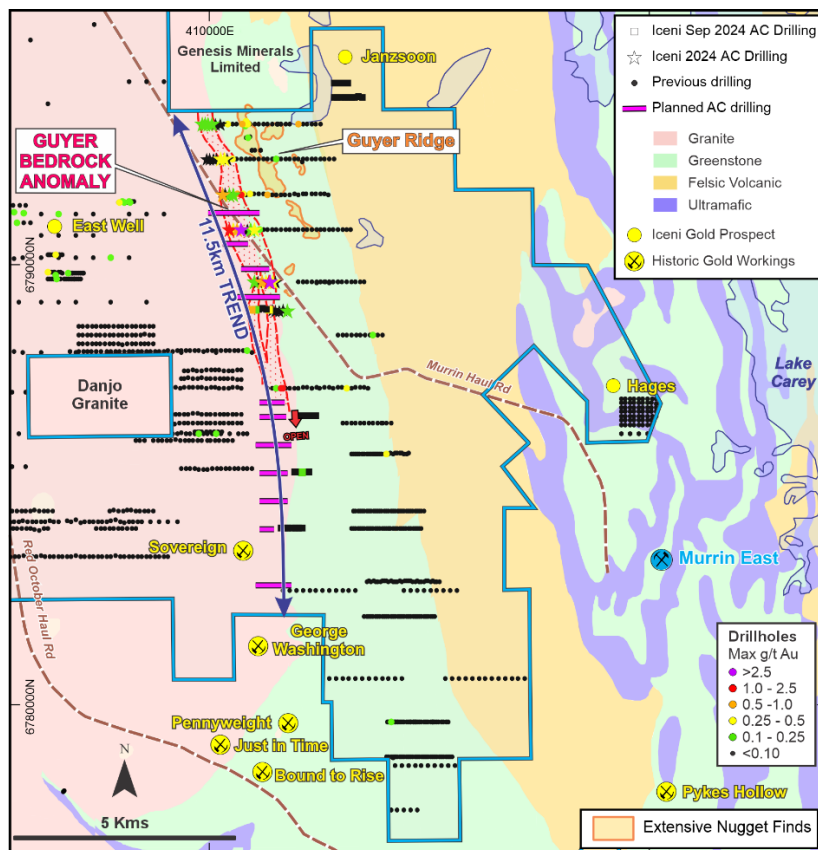 410000E
Genesis Minerals
Limited
Janzsoon
GUYER
BEDROCK
ANOMALY
Guyer Ridge
East Well
6790000N
11.5km TREND
Murrin Haul Rd
Danjo
Granite
OPEN
Hages
Lake
Carey
Sovereign
Murrin East
Red October Haul Rd
George
Washington
6780000N
Pennyweight
Just in Time
Bound to Rise
Pykes Hollow
N
5 Kms
Iceni Sep 2024 AC Drilling
Iceni 2024 AC Drilling
Previous drilling
Planned AC drilling
Granite
Greenstone
Felsic Volcanic
Ultramafic
Iceni Gold Prospect
Historic Gold Workings
Drillholes
Max g/t Au
>2.5
1.0 - 2.5
0.5 -1.0
0.25 - 0.5
0.1 - 0.25
<0.10
Extensive Nugget Finds